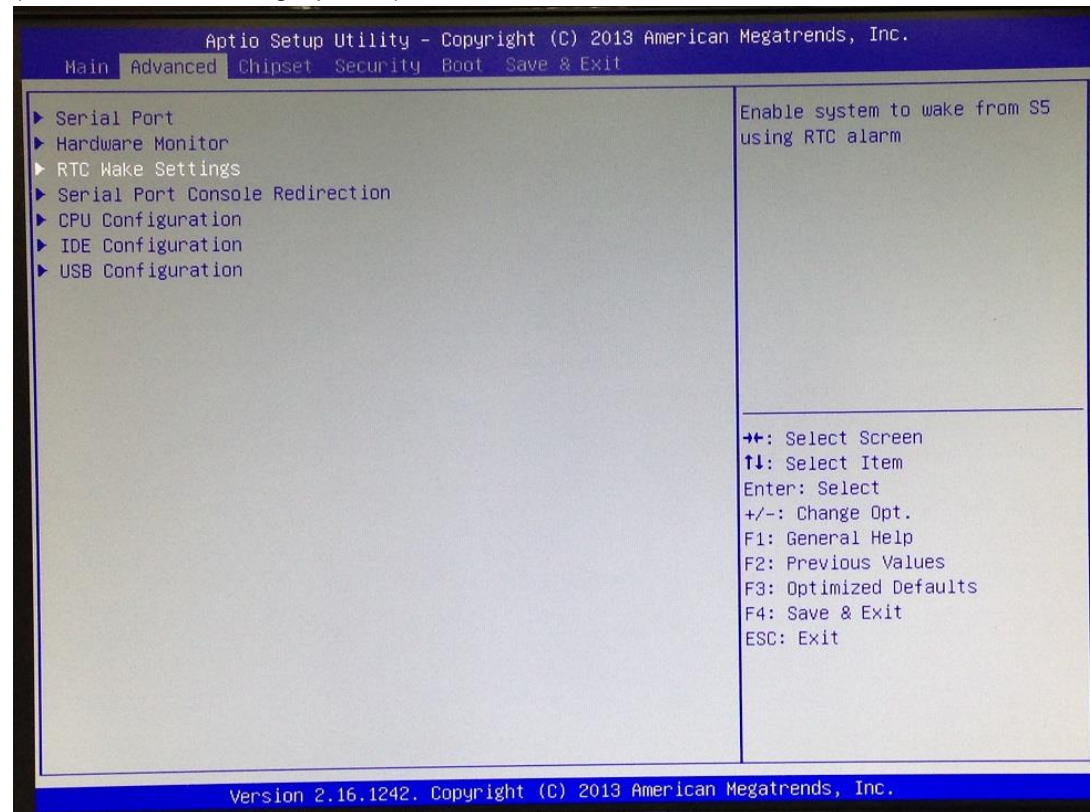 Aptio Setup Utility – Copyright (C) 2013 American Megatrends, Inc.
Main Advanced Chipset Security Boot Save & Exit
▶ Serial Port
▶ Hardware Monitor
▶ RTC Wake Settings
▶ Serial Port Console Redirection
▶ CPU Configuration
▶ IDE Configuration
▶ USB Configuration
Enable system to wake from S5
using RTC alarm
→←: Select Screen
↑↓: Select Item
Enter: Select
+/-: Change Opt.
F1: General Help
F2: Previous Values
F3: Optimized Defaults
F4: Save & Exit
ESC: Exit
Version 2.16.1242. Copyright (C) 2013 American Megatrends, Inc.